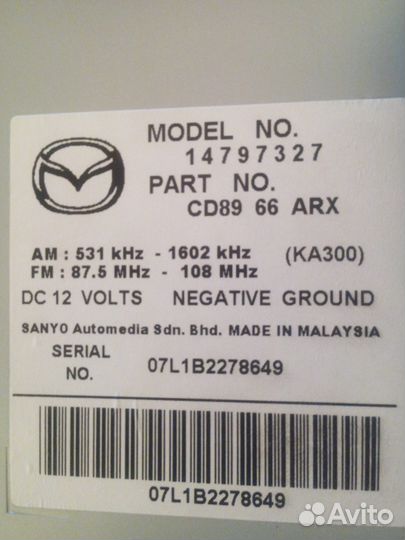 MODEL NO.
14797327
PART NO.
CD89 66 ARX
AM : 531 kHz - 1602 kHz (KA300)
FM : 87.5 MHz - 108 MHz
DC 12 VOLTS NEGATIVE GROUND
SANYO Automedia Sdn. Bhd. MADE IN MALAYSIA
SERIAL
NO. 07L1B2278649
07L1B2278649
Avito